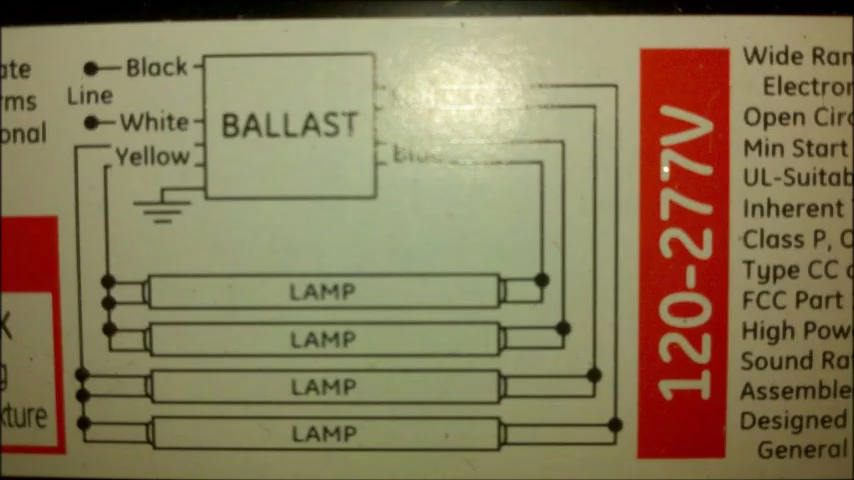 ate
rms
onal
Black
Line
White
Yellow
BALLAST
LAMP
LAMP
LAMP
LAMP
X
g
xture
120-277V
Wide Ran
Electron
Open Circ
Min Start
UL-Suitab
Inherent
Class P, O
Type CC o
FCC Part
High Pow
Sound Ra
Assemble
Designed
General